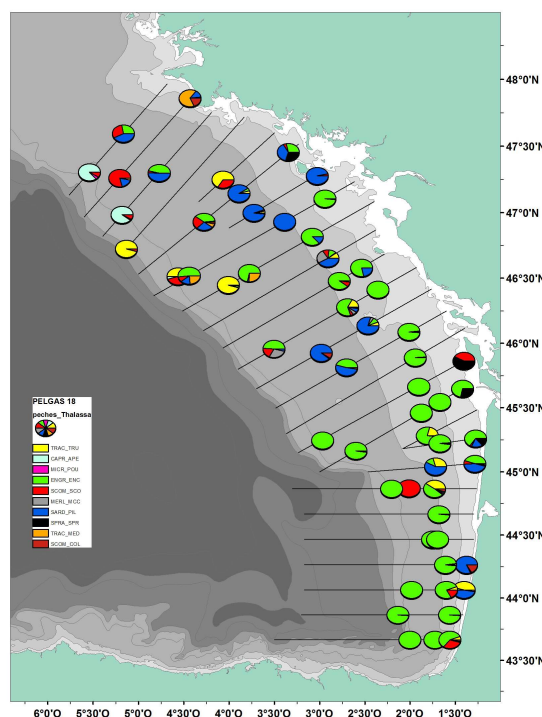 48°0'N
47°30'N
47°0'N
46°30'N
46°0'N
45°30'N
45°0'N
44°30'N
44°0'N
43°30'N
PELGAS 18
peches_Thalassa
TRAC_TRU
CAPR_APE
MICR_POU
ENGR_ENC
SCOM_SCO
MERL_MCC
SARD_PIL
SPRA_SPR
TRAC_MED
SCOM_COL
6°0'O 5°30'O 5°0'O 4°30'O 4°0'O 3°30'O 3°0'O 2°30'O 2°0'O 1°30'O